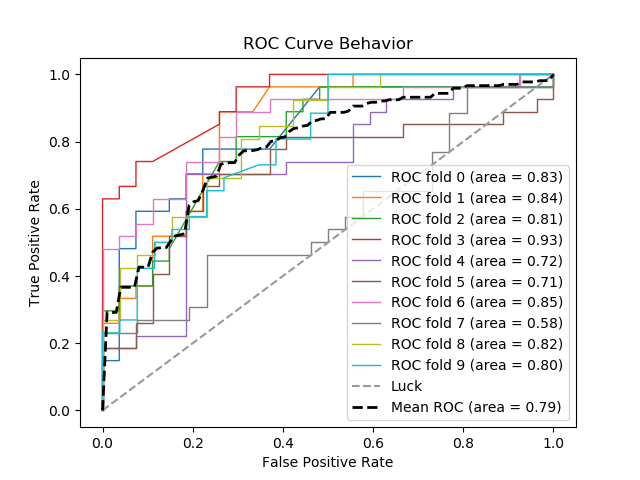 ROC Curve Behavior
True Positive Rate
1.0
0.8
0.6
0.4
0.2
0.0
ROC fold 0 (area = 0.83)
ROC fold 1 (area = 0.84)
ROC fold 2 (area = 0.81)
ROC fold 3 (area = 0.93)
ROC fold 4 (area = 0.72)
ROC fold 5 (area = 0.71)
ROC fold 6 (area = 0.85)
ROC fold 7 (area = 0.58)
ROC fold 8 (area = 0.82)
ROC fold 9 (area = 0.80)
Luck
Mean ROC (area = 0.79)
0.0 0.2 0.4 0.6 0.8 1.0
False Positive Rate